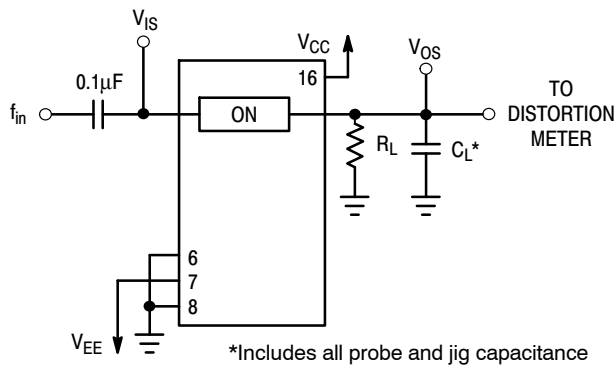 V_IS
V_CC
V_OS
0.1μF
16
f_in
ON
TO
DISTORTION
METER
R_L
C_L*
6
7
8
V_EE
*Includes all probe and jig capacitance